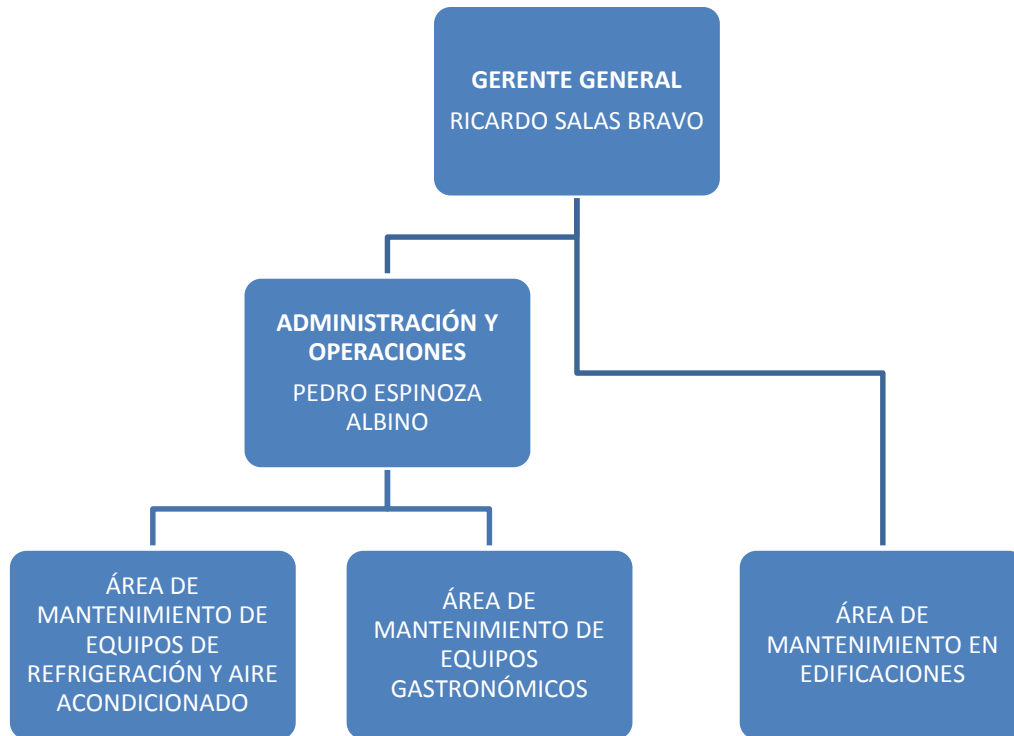 GERENTE GENERAL
RICARDO SALAS BRAVO
ADMINISTRACIÓN Y
OPERACIONES
PEDRO ESPINOZA
ALBINO
ÁREA DE
MANTENIMIENTO DE
EQUIPOS DE
REFRIGERACIÓN Y AIRE
ACONDICIONADO
ÁREA DE
MANTENIMIENTO DE
EQUIPOS
GASTRONÓMICOS
ÁREA DE
MANTENIMIENTO EN
EDIFICACIONES